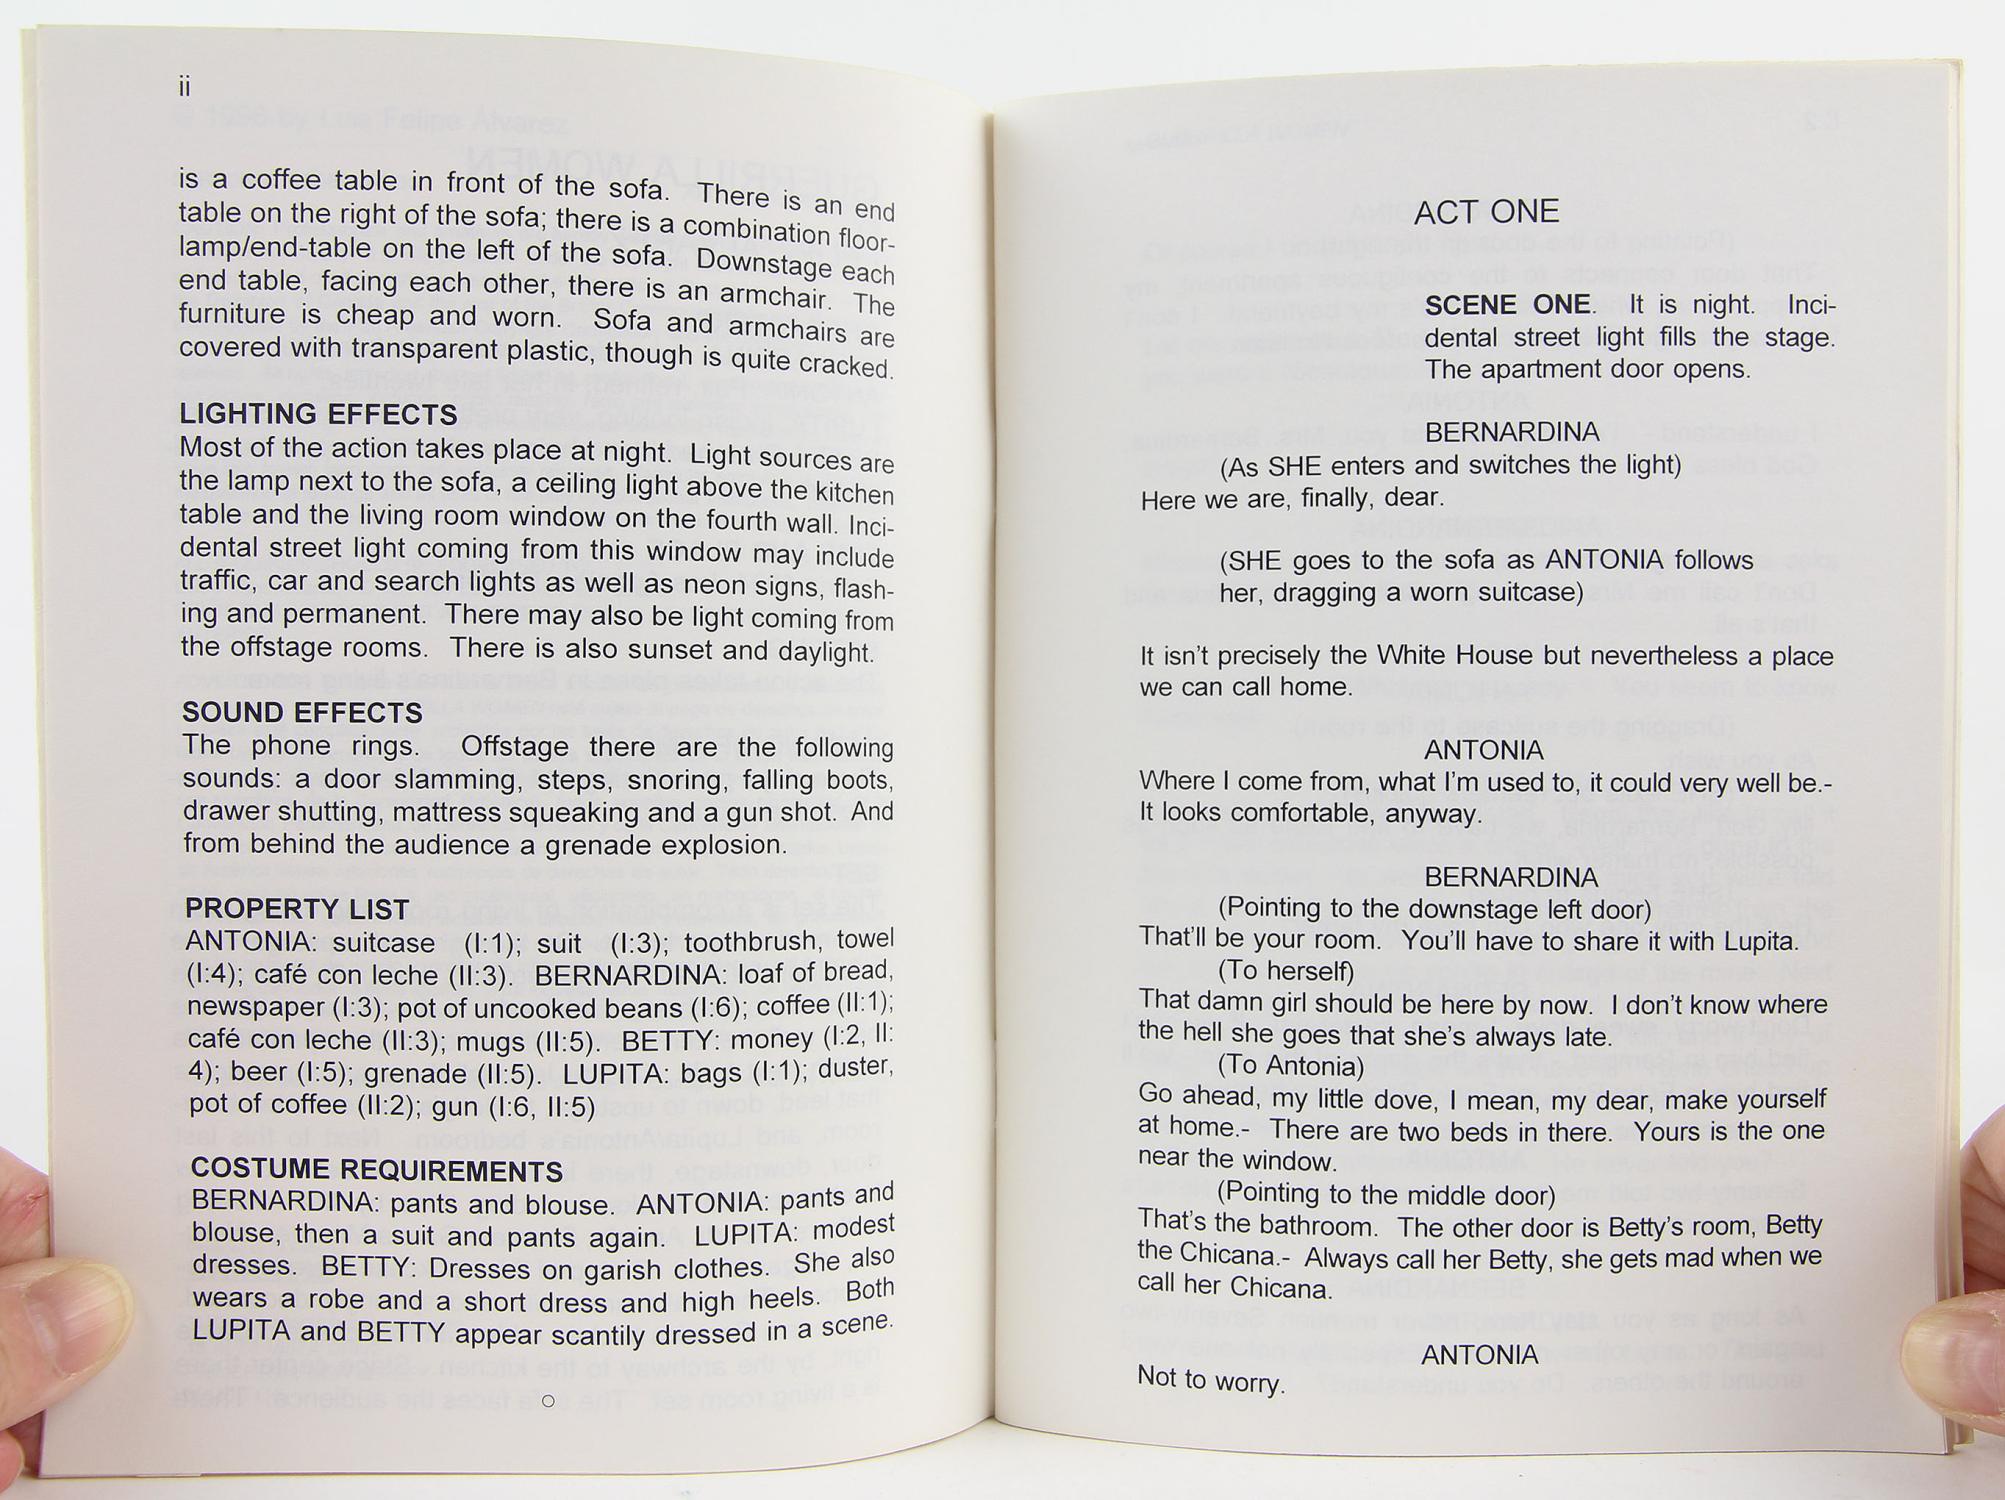 ii
is a coffee table in front of the sofa. There is an end
table on the right of the sofa; there is a combination floor-
lamp/end-table on the left of the sofa. Downstage each
end table, facing each other, there is an armchair. The
furniture is cheap and worn. Sofa and armchairs are
covered with transparent plastic, though is quite cracked.
LIGHTING EFFECTS
Most of the action takes place at night. Light sources are
the lamp next to the sofa, a ceiling light above the kitchen
table and the living room window on the fourth wall. Inci-
dental street light coming from this window may include
traffic, car and search lights as well as neon signs, flash-
ing and permanent. There may also be light coming from
the offstage rooms. There is also sunset and daylight.
SOUND EFFECTS
The phone rings. Offstage there are the following
sounds: a door slamming, steps, snoring, falling boots,
drawer shutting, mattress squeaking and a gun shot. And
from behind the audience a grenade explosion.
PROPERTY LIST
ANTONIA: suitcase (I:1); suit (I:3); toothbrush, towel
(I:4); café con leche (II:3). BERNARDINA: loaf of bread,
newspaper (I:3); pot of uncooked beans (I:6); coffee (II:1);
café con leche (II:3); mugs (II:5). BETTY: money (I:2, II:
4); beer (I:5); grenade (II:5). LUPITA: bags (I:1); duster,
pot of coffee (II:2); gun (I:6, II:5)
COSTUME REQUIREMENTS
BERNARDINA: pants and blouse. ANTONIA: pants and
blouse, then a suit and pants again. LUPITA: modest
dresses. BETTY: Dresses on garish clothes. She also
wears a robe and a short dress and high heels. Both
LUPITA and BETTY appear scantily dressed in a scene.
ACT ONE
SCENE ONE. It is night. Inci-
dental street light fills the stage.
The apartment door opens.
BERNARDINA
(As SHE enters and switches the light)
Here we are, finally, dear.
(SHE goes to the sofa as ANTONIA follows
her, dragging a worn suitcase)
It isn't precisely the White House but nevertheless a place
we can call home.
ANTONIA
Where I come from, what I'm used to, it could very well be.-
It looks comfortable, anyway.
BERNARDINA
(Pointing to the downstage left door)
That'll be your room. You'll have to share it with Lupita.
(To herself)
That damn girl should be here by now. I don't know where
the hell she goes that she's always late.
(To Antonia)
Go ahead, my little dove, I mean, my dear, make yourself
at home.- There are two beds in there. Yours is the one
near the window.
(Pointing to the middle door)
That's the bathroom. The other door is Betty's room, Betty
the Chicana.- Always call her Betty, she gets mad when we
call her Chicana.
ANTONIA
Not to worry.